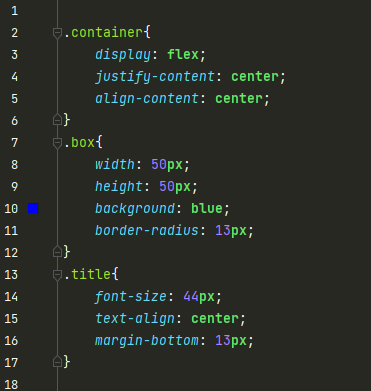 1
2 .container{
3 display: flex;
4 justify-content: center;
5 align-content: center;
6 }
7 .box{
8 width: 50px;
9 height: 50px;
10 background: blue;
11 border-radius: 13px;
12 }
13 .title{
14 font-size: 44px;
15 text-align: center;
16 margin-bottom: 13px;
17 }
18